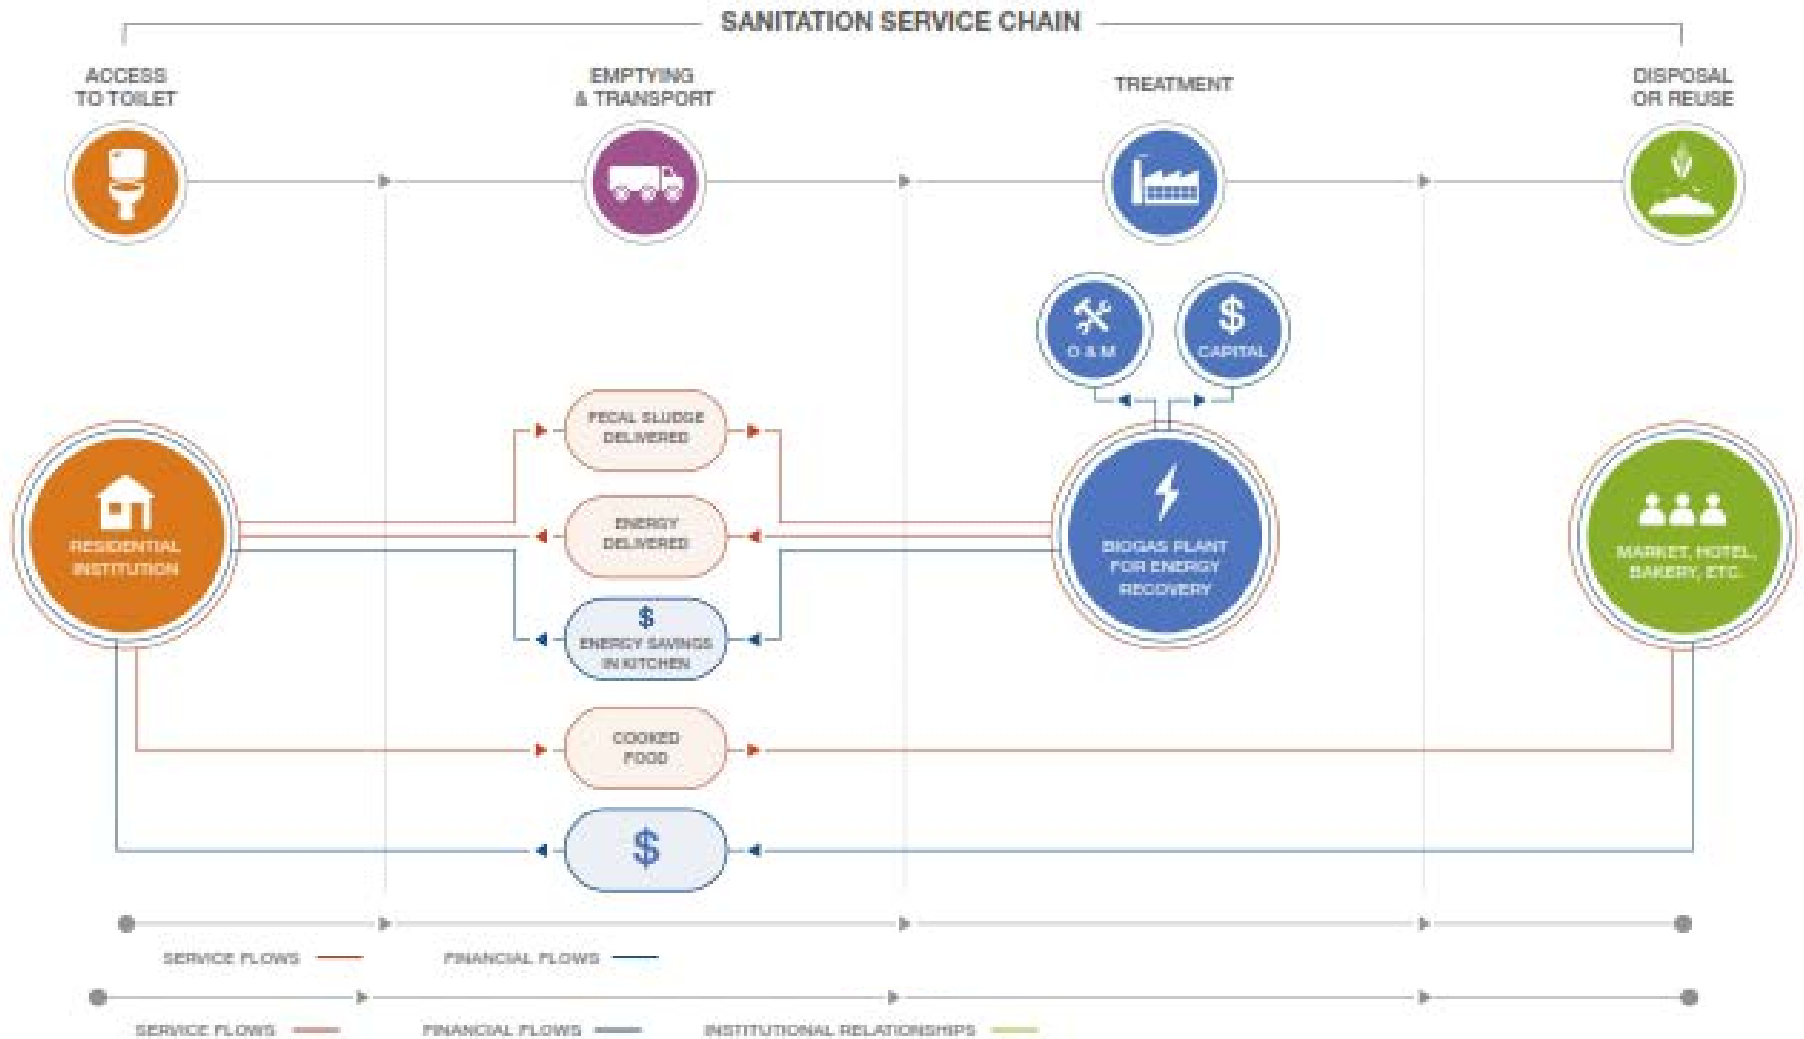 SANITATION SERVICE CHAIN
ACCESS
TO TOILET
EMPTYING
& TRANSPORT
TREATMENT
DISPOSAL
OR REUSE
O & M
$
CAPITAL
FECAL SLUDGE
DELIVERED
ENERGY
DELIVERED
$
ENERGY SAVINGS
IN KITCHEN
RESIDENTIAL
INSTITUTION
BIOGAS PLANT
FOR ENERGY
RECOVERY
MARKET, HOTEL,
BAKERY, ETC.
COOKED
FOOD
$
SERVICE FLOWS
FINANCIAL FLOWS
SERVICE FLOWS
FINANCIAL FLOWS
INSTITUTIONAL RELATIONSHIPS